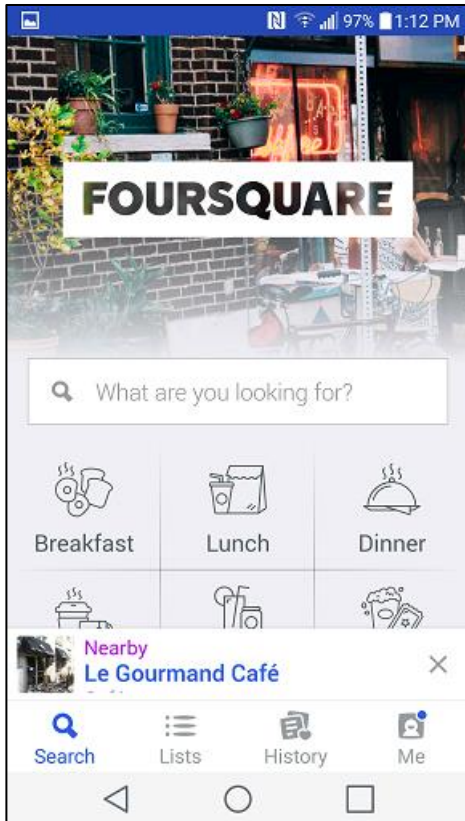 97% 1:12 PM
FOURSQUARE
What are you looking for?
Breakfast
Lunch
Dinner
Nearby
Le Gourmand Café
Search
Lists
History
Me